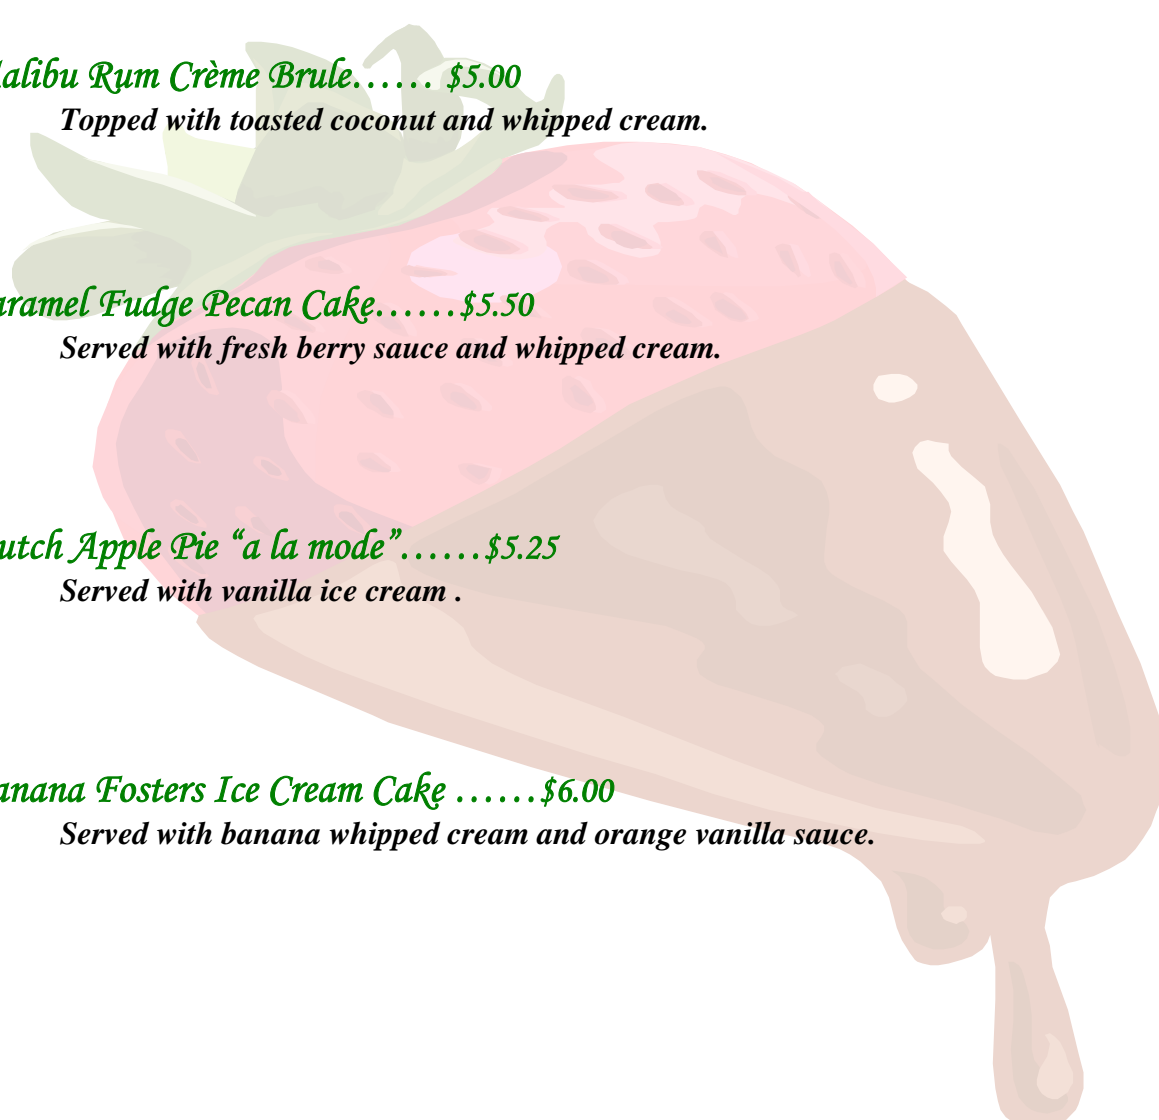 alibu Rum Crème Brule...... $5.00
Topped with toasted coconut and whipped cream.
aramel Fudge Pecan Cake......$5.50
Served with fresh berry sauce and whipped cream.
utch Apple Pie “a la mode”......$5.25
Served with vanilla ice cream .
anana Fosters Ice Cream Cake ......$6.00
Served with banana whipped cream and orange vanilla sauce.